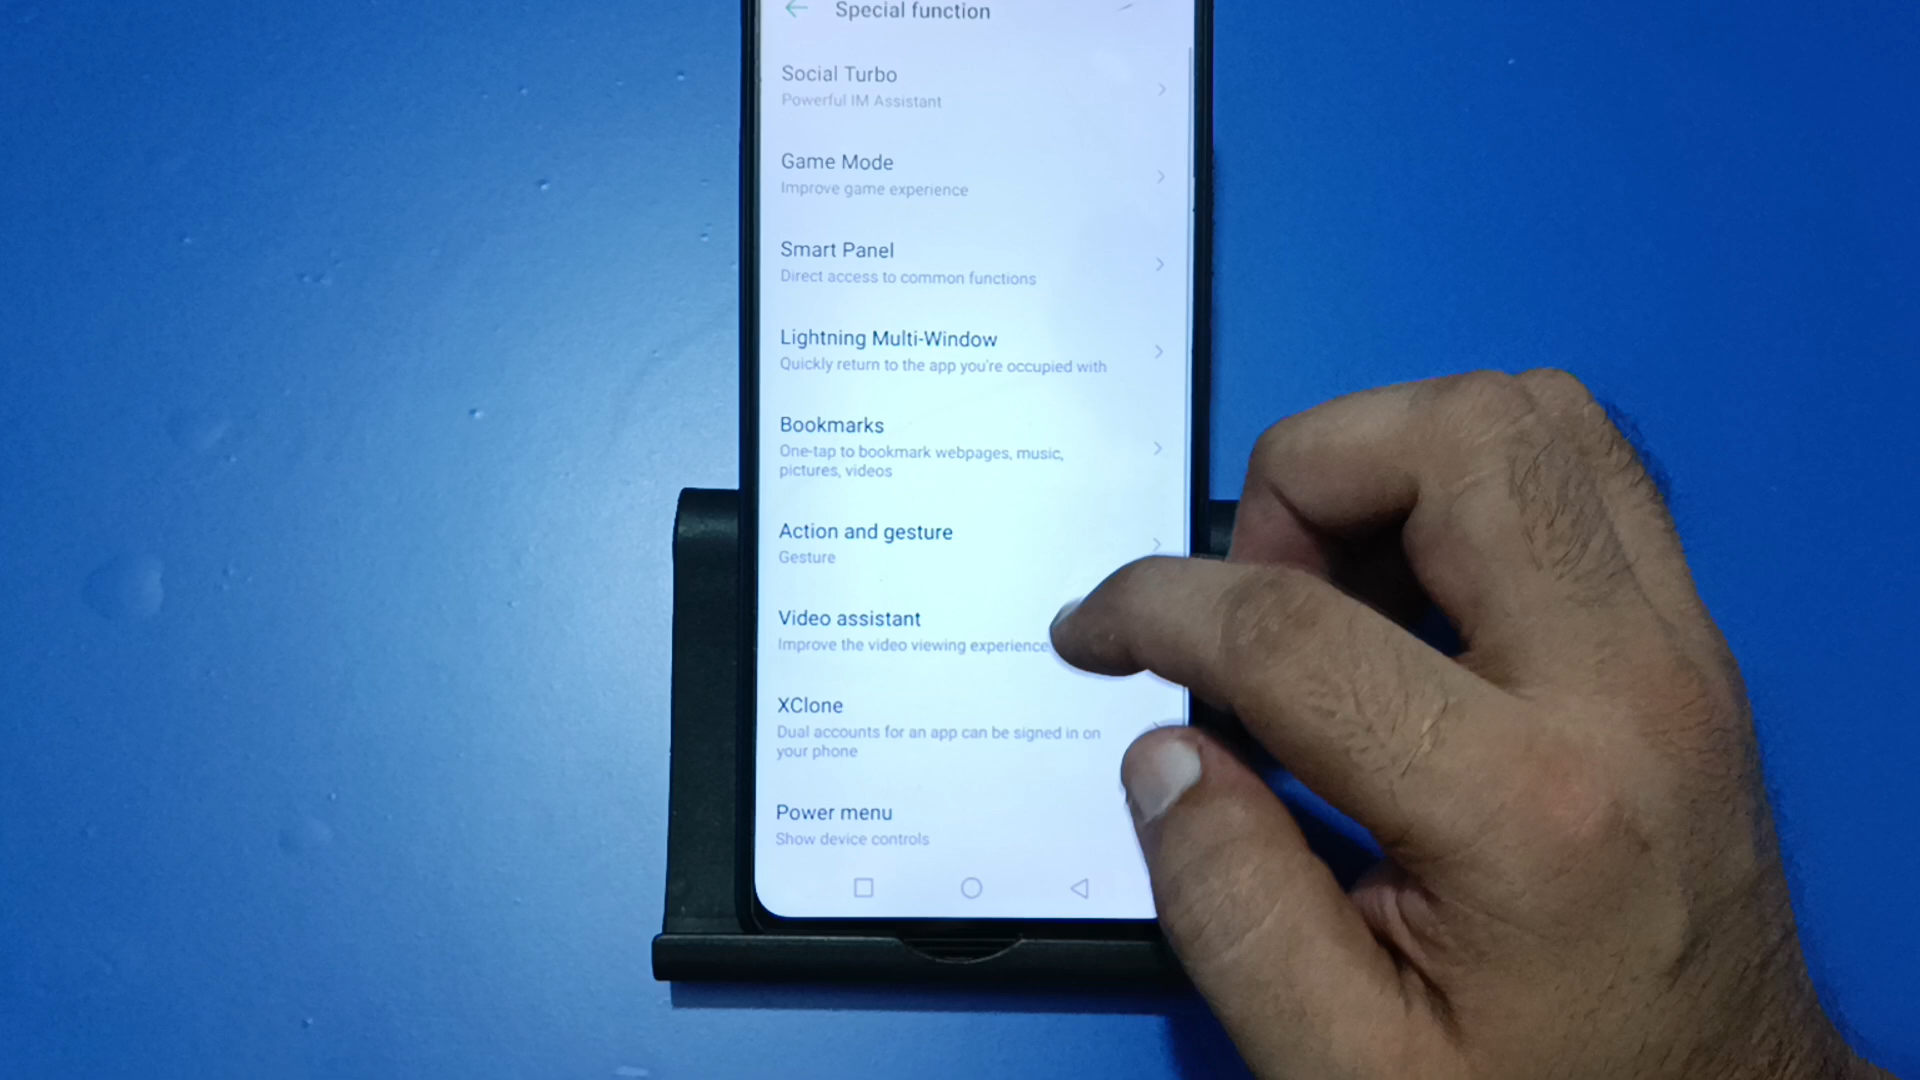 Special function
Social Turbo
Powerful IM Assistant
Game Mode
Improve game experience
Smart Panel
Direct access to common functions
Lightning Multi-Window
Quickly return to the app you're occupied with
Bookmarks
One-tap to bookmark webpages, music,
pictures, videos
Action and gesture
Gesture
Video assistant
Improve the video viewing experience
XClone
Dual accounts for an app can be signed in on
your phone
Power menu
Show device controls